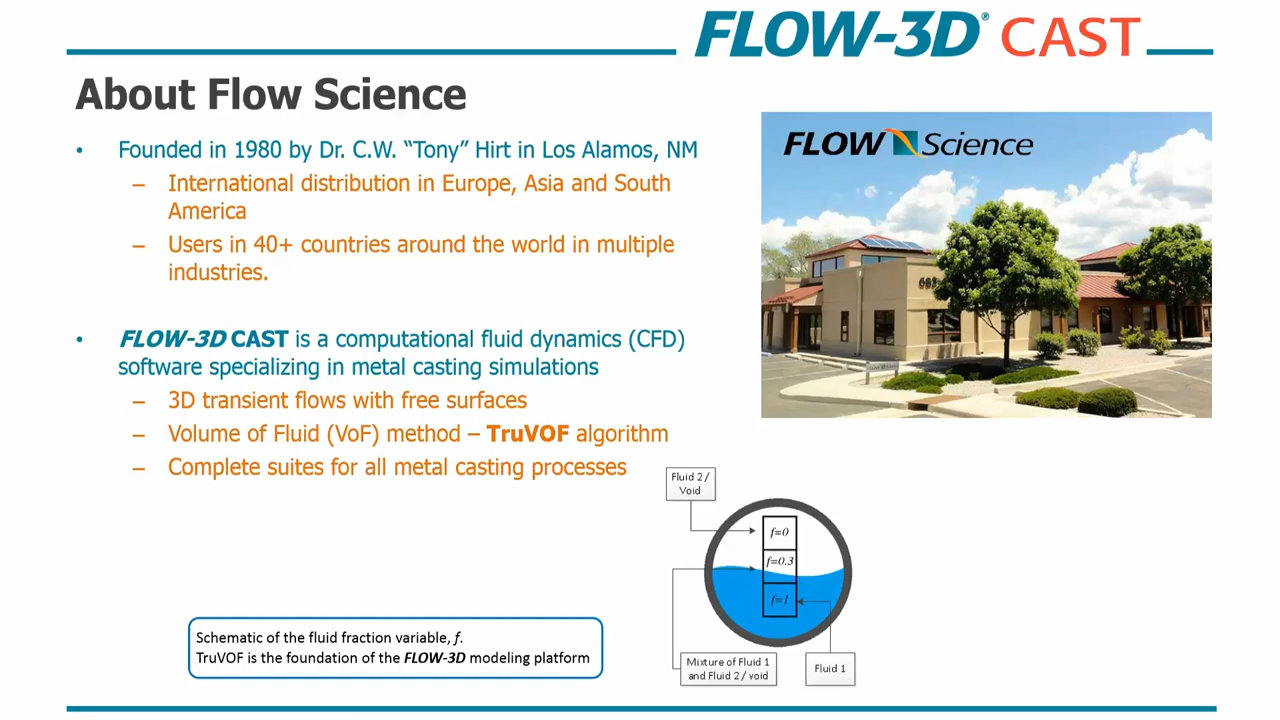 FLOW-3D® CAST
About Flow Science
• Founded in 1980 by Dr. C.W. “Tony” Hirt in Los Alamos, NM
– International distribution in Europe, Asia and South
America
– Users in 40+ countries around the world in multiple
industries.
• FLOW-3D CAST is a computational fluid dynamics (CFD)
software specializing in metal casting simulations
– 3D transient flows with free surfaces
– Volume of Fluid (VoF) method – TruVOF algorithm
– Complete suites for all metal casting processes
FLOW Science
Fluid 2 /
Void
f=0
f=0.3
f=1
Mixture of Fluid 1
and Fluid 2 / void
Fluid 1
Schematic of the fluid fraction variable, f.
TruVOF is the foundation of the FLOW-3D modeling platform